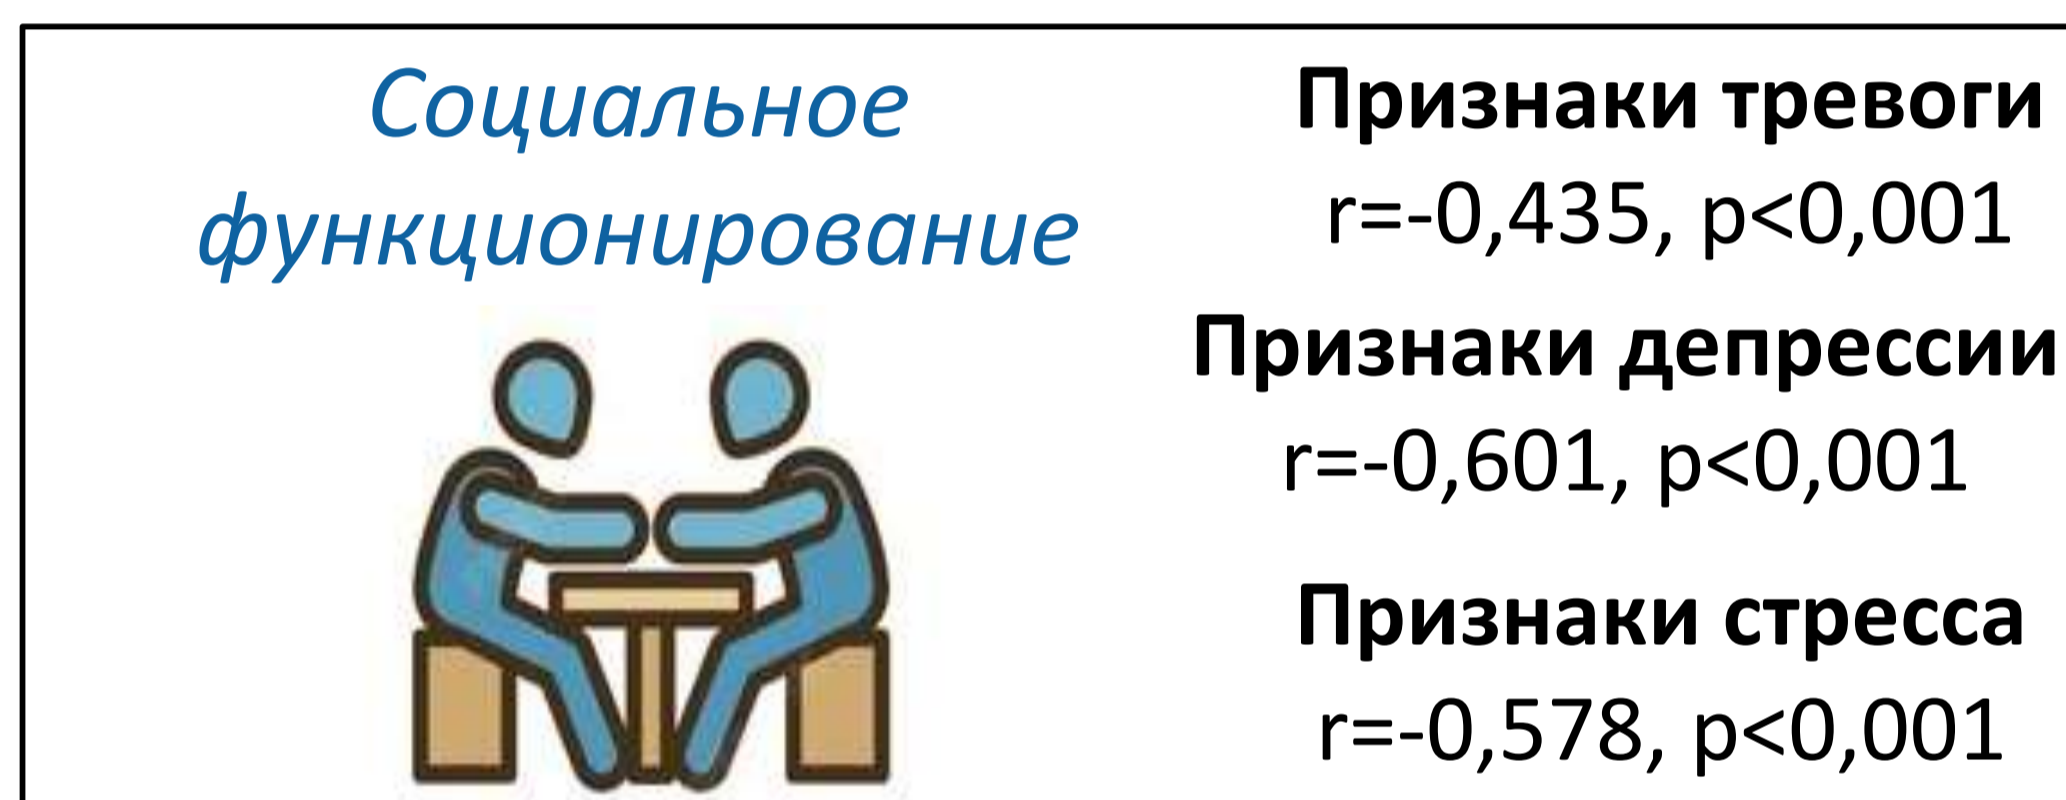 Социальное
функционирование
Признаки тревоги
r=-0,435, p<0,001
Признаки депрессии
r=-0,601, p<0,001
Признаки стресса
r=-0,578, p<0,001